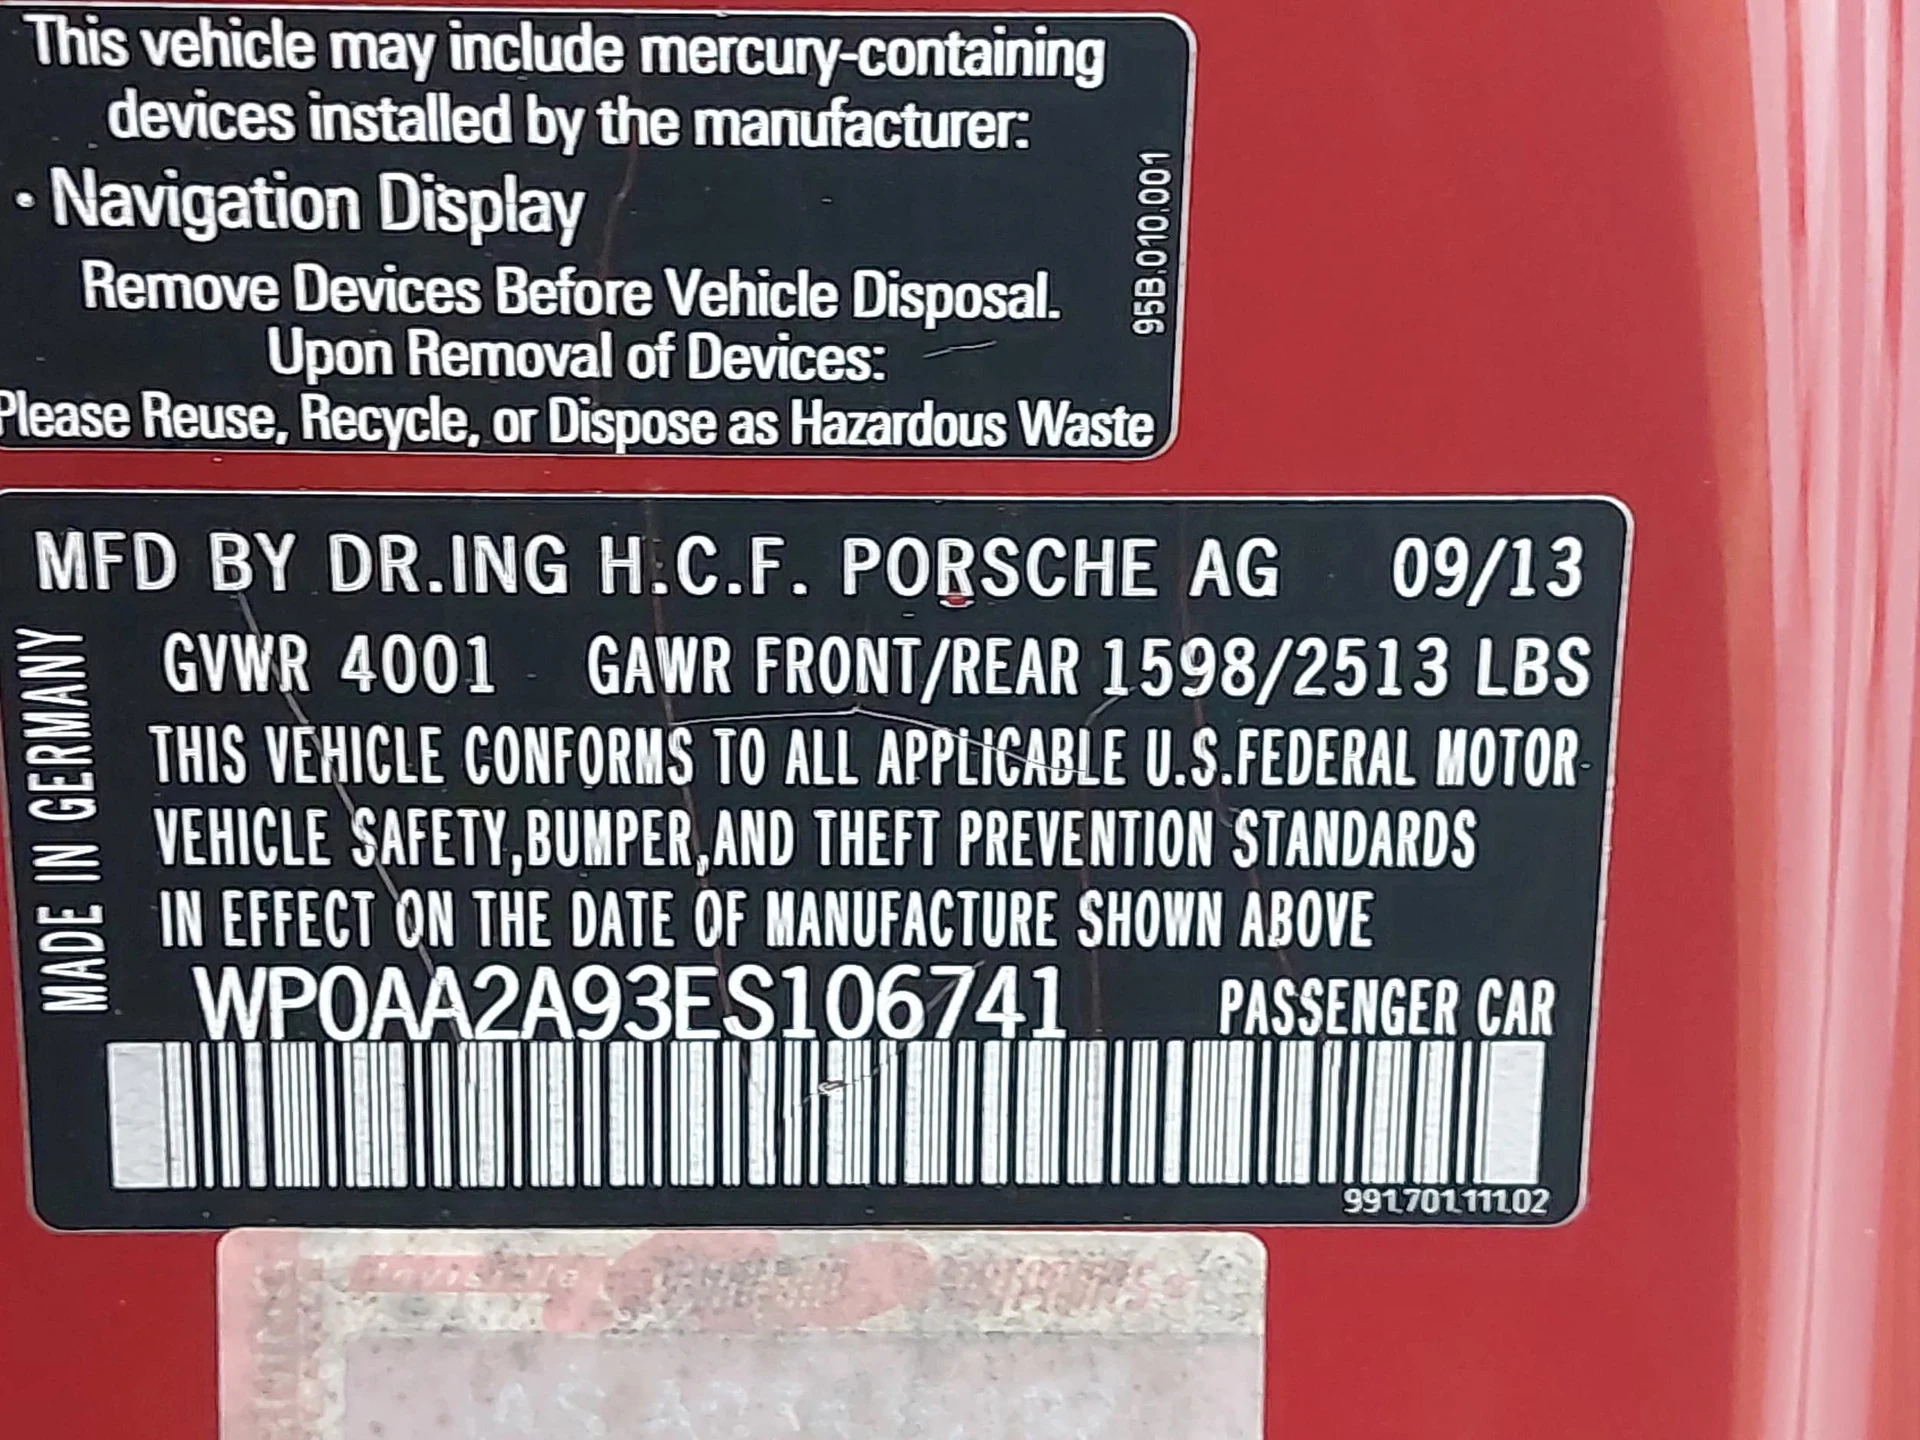 This vehicle may include mercury-containing
devices installed by the manufacturer:
• Navigation Display
Remove Devices Before Vehicle Disposal.
Upon Removal of Devices:
Please Reuse, Recycle, or Dispose as Hazardous Waste
95B.010.001
MFD BY DR.ING H.C.F. PORSCHE AG 09/13
GVWR 4001 GAWR FRONT/REAR 1598/2513 LBS
THIS VEHICLE CONFORMS TO ALL APPLICABLE U.S.FEDERAL MOTOR-
VEHICLE SAFETY,BUMPER,AND THEFT PREVENTION STANDARDS
IN EFFECT ON THE DATE OF MANUFACTURE SHOWN ABOVE
WP0AA2A93ES106741 PASSENGER CAR
MADE IN GERMANY
991.701.111.02